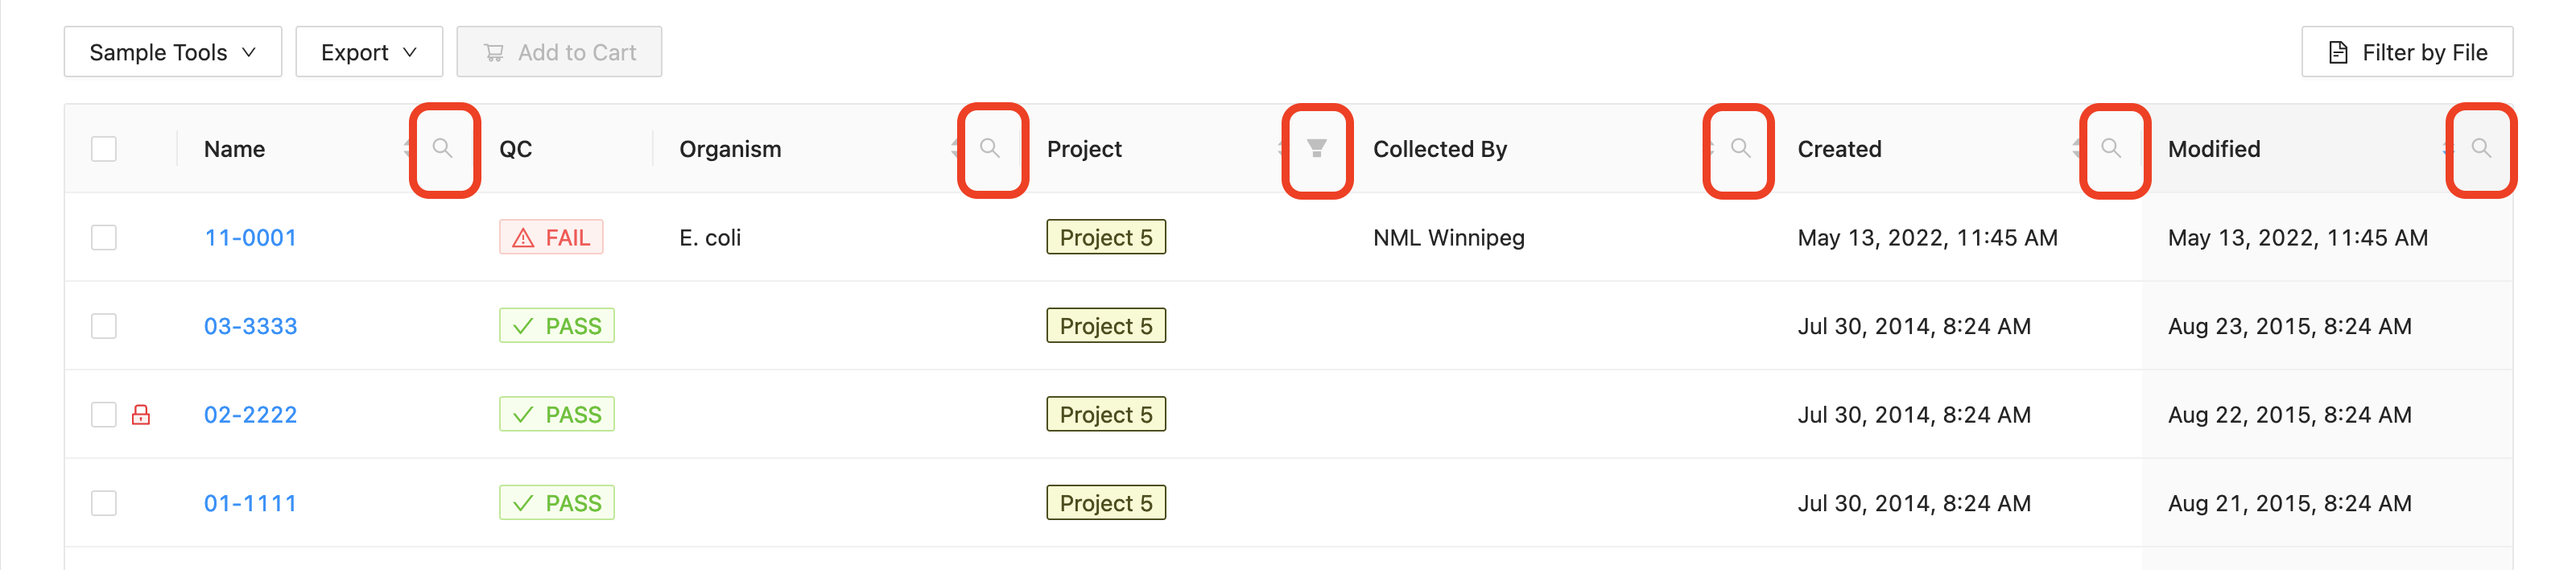 Sample Tools Export Add to Cart Filter by File
Name QC Organism Project Collected By Created Modified
11-0001 FAIL E. coli Project 5 NML Winnipeg May 13, 2022, 11:45 AM May 13, 2022, 11:45 AM
03-3333 PASS Project 5 Jul 30, 2014, 8:24 AM Aug 23, 2015, 8:24 AM
02-2222 PASS Project 5 Jul 30, 2014, 8:24 AM Aug 22, 2015, 8:24 AM
01-1111 PASS Project 5 Jul 30, 2014, 8:24 AM Aug 21, 2015, 8:24 AM